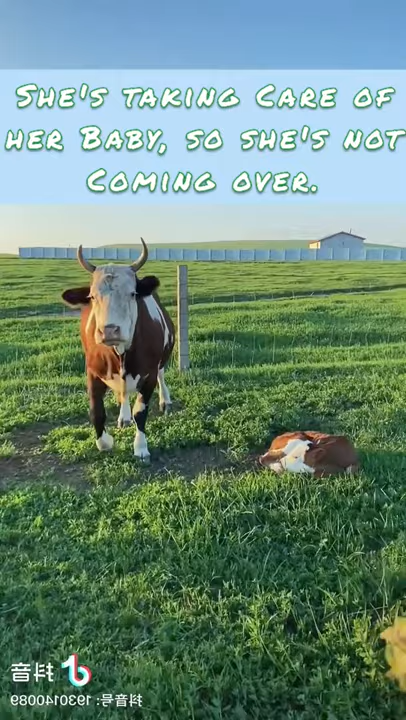 She's taking Care of
her Baby, so she's not
Coming over.
抖音
抖音号: 1930140089